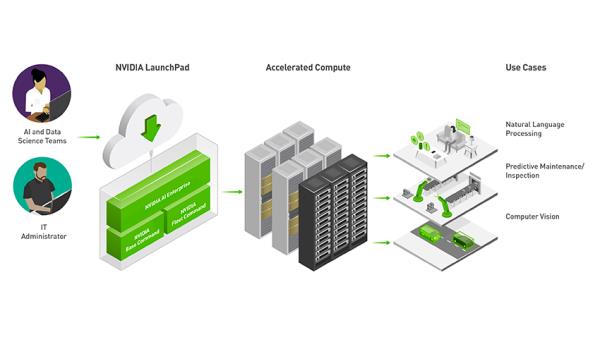 NVIDIA LaunchPad
Accelerated Compute
Use Cases
AI and Data
Science Teams
IT
Administrator
NVIDIA AI Enterprise
NVIDIA
Base Command
NVIDIA
Fleet Command
Natural Language
Processing
Predictive Maintenance/
Inspection
Computer Vision